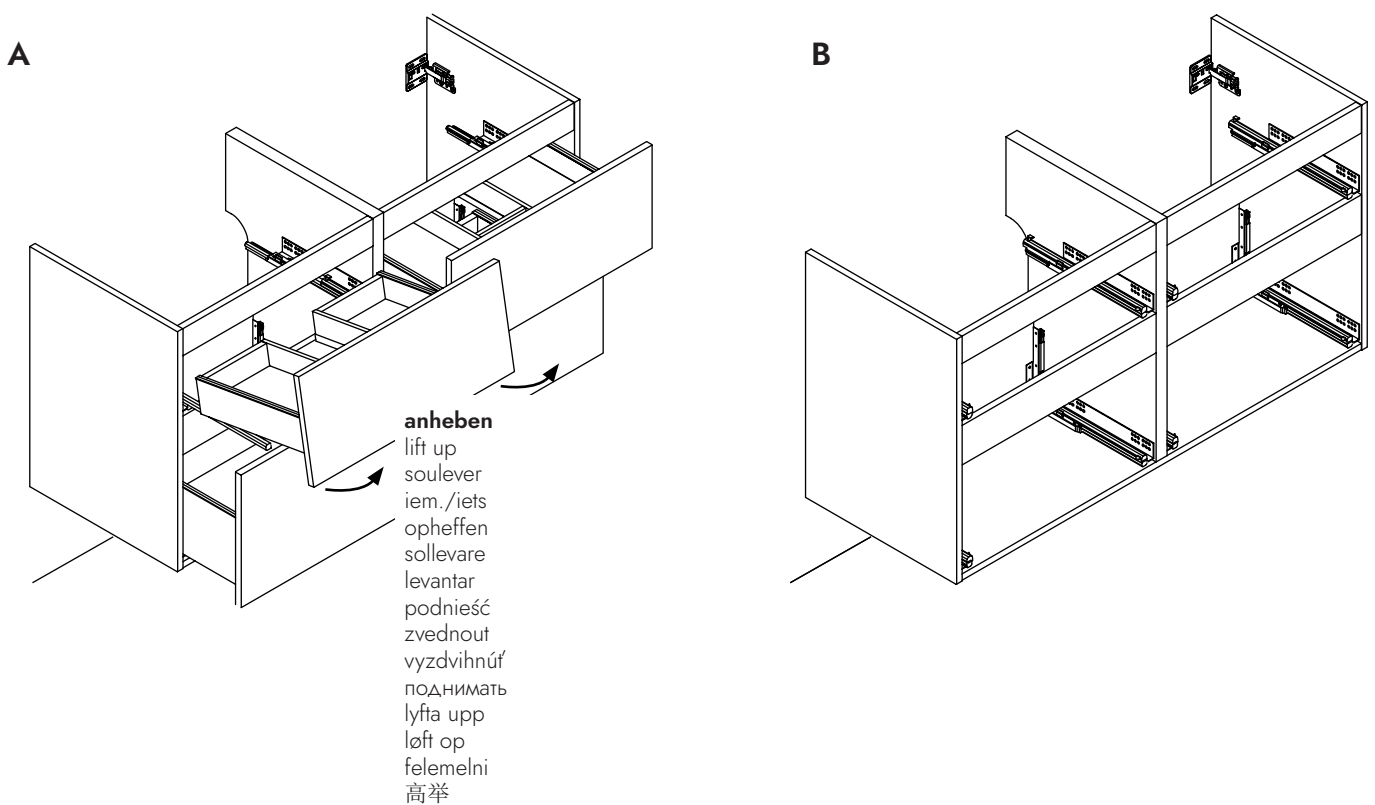 A
B
anheben
lift up
soulever
iem./iets
opheffen
sollevare
levantar
podnieść
zvednout
vyzdvihnúť
поднимать
lyfta upp
løft op
felemelni
高举